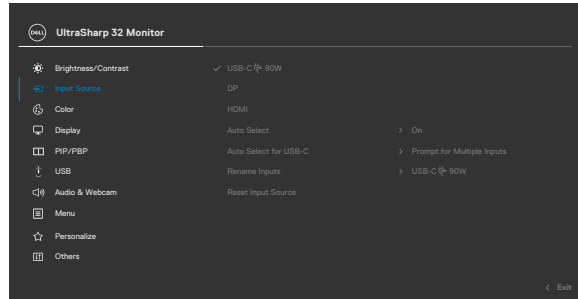 DELL UltraSharp 32 Monitor
Brightness/Contrast USB-C 90W
Input Source DP
Color HDMI
Display Auto Select > On
PIP/PBP Auto Select for USB-C > Prompt for Multiple Inputs
USB Rename Inputs > USB-C 90W
Audio & Webcam Reset Input Source
Menu
Personalize
Others
< Exit